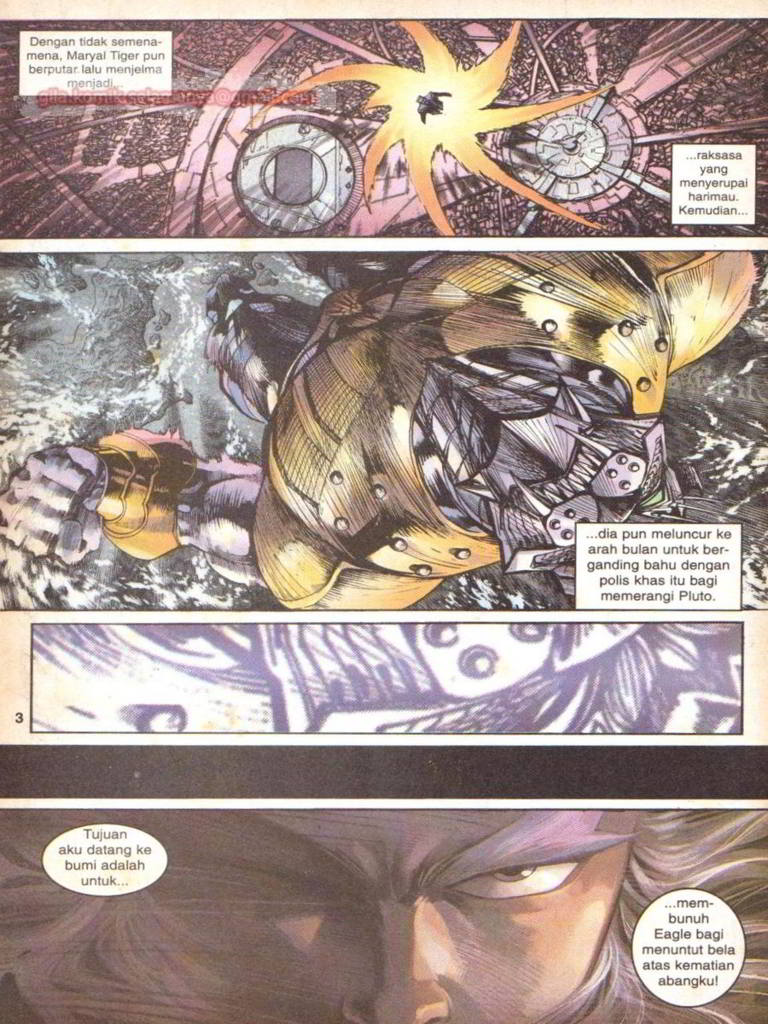 Dengan tidak semena-
mena, Maryal Tiger pun
berputar lalu menjelma
menjadi...
...raksasa
yang
menyerupai
harimau.
Kemudian...
...dia pun meluncur ke
arah bulan untuk ber-
ganding bahu dengan
polis khas itu bagi
memerangi Pluto.
3
Tujuan
aku datang ke
bumi adalah
untuk...
...mem-
bunuh
Eagle bagi
menuntut bela
atas kematian
abangku!